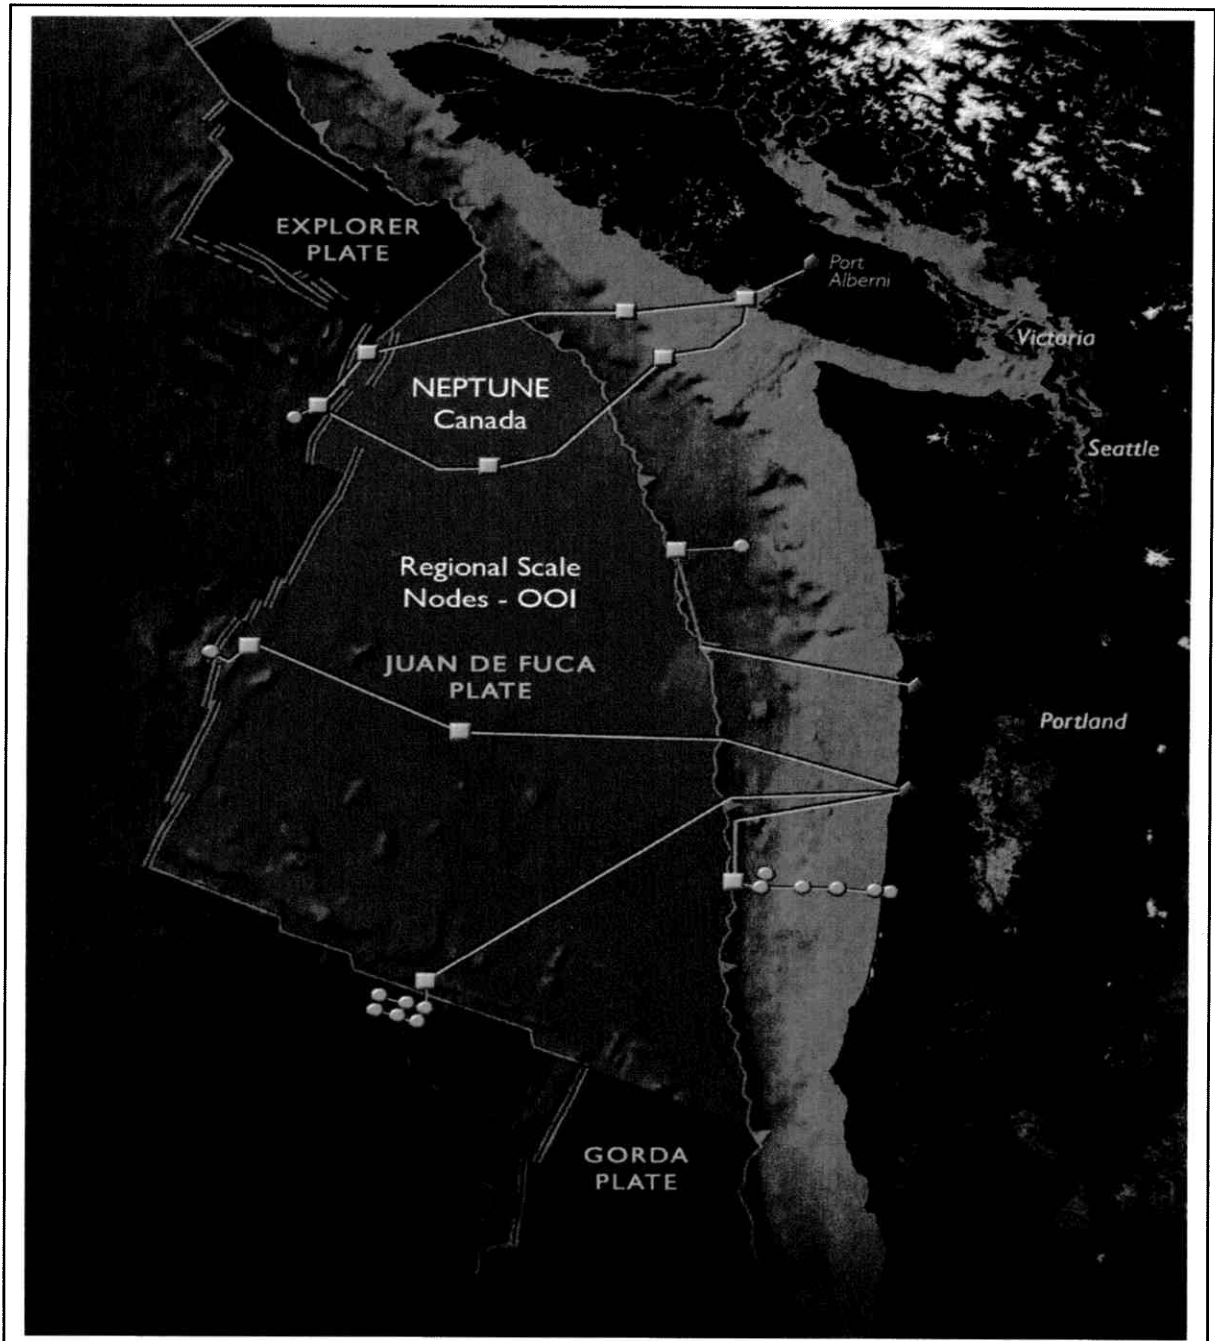 EXPLORER
PLATE
Port
Alberni
Victoria
NEPTUNE
Canada
Seattle
Regional Scale
Nodes - OOI
JUAN DE FUCA
PLATE
Portland
GORDA
PLATE